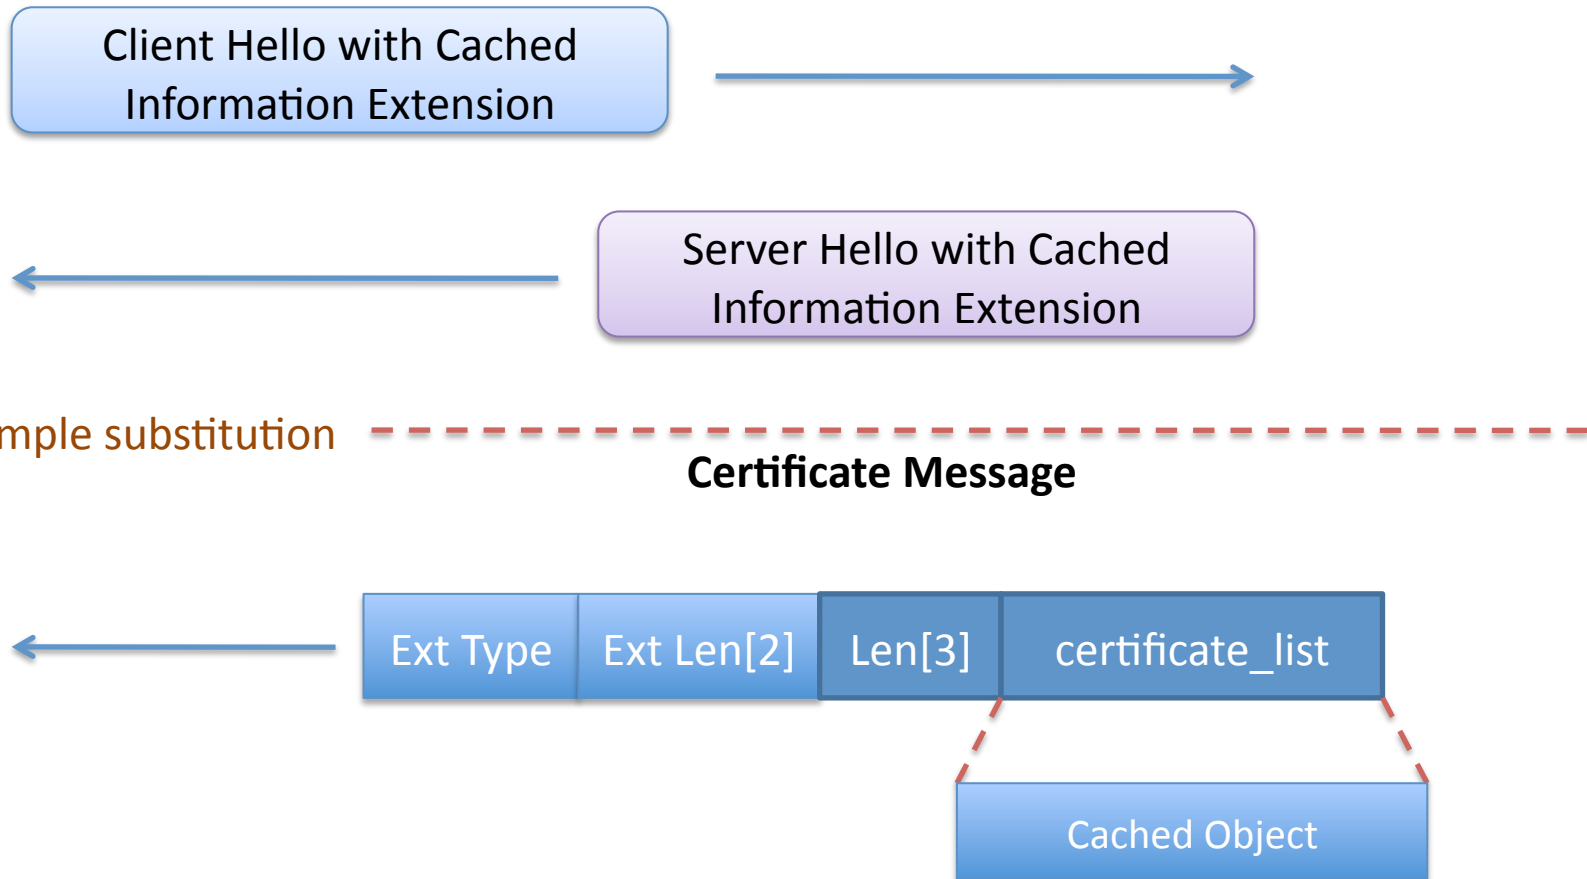 Client Hello with Cached
Information Extension
Server Hello with Cached
Information Extension
mple substitution
Certificate Message
Ext Type Ext Len[2] Len[3] certificate_list
Cached Object